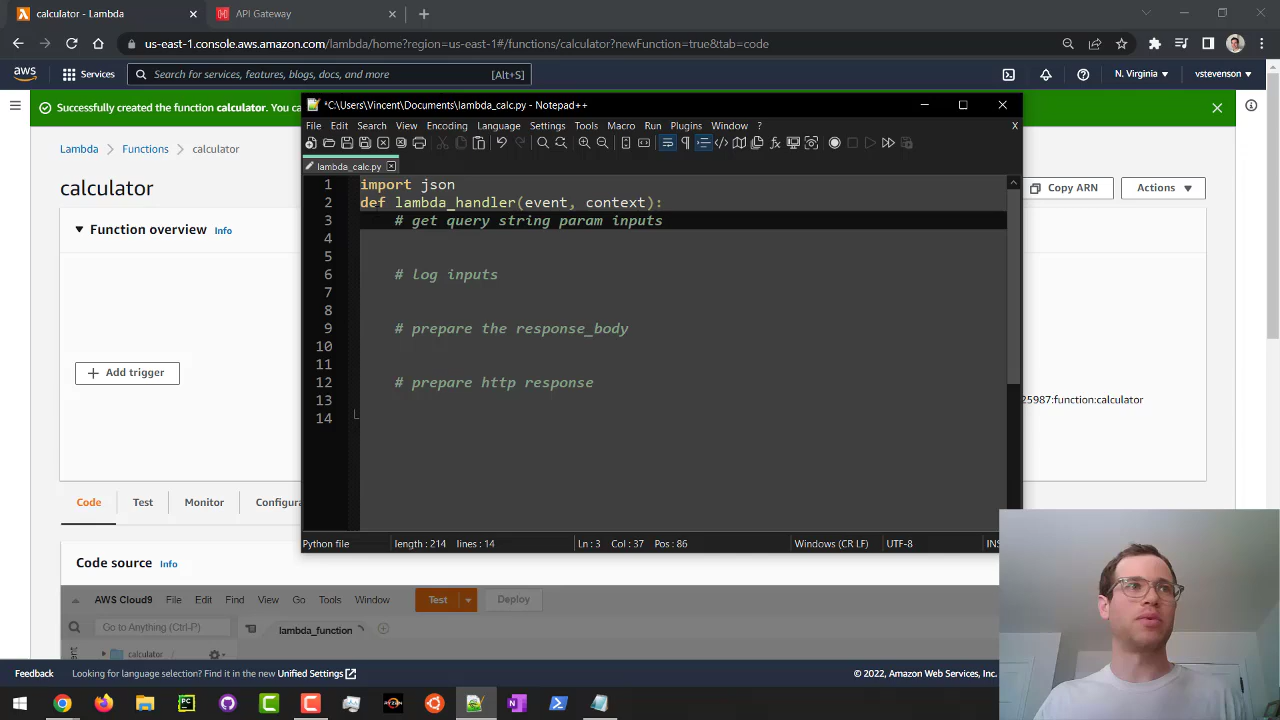 calculator - Lambda
API Gateway
us-east-1.console.aws.amazon.com/lambda/home?region=us-east-1#/functions/calculator?newFunction=true&tab=code
aws
Services
Search for services, features, blogs, docs, and more
[Alt+S]
N. Virginia
vstevenson
Successfully created the function calculator. You ca
Lambda
Functions
calculator
calculator
Copy ARN
Actions
Function overview
Info
Add trigger
25987:function:calculator
Code
Test
Monitor
Configura
Code source
Info
AWS Cloud9
File
Edit
Find
View
Go
Tools
Window
Test
Deploy
Go to Anything (Ctrl-P)
lambda_function
calculator
*C:\Users\Vincent\Documents\lambda_calc.py - Notepad++
File
Edit
Search
View
Encoding
Language
Settings
Tools
Macro
Run
Plugins
Window
?
X
lambda_calc.py
1 import json
2 def lambda_handler(event, context):
3 # get query string param inputs
4
5
6 # log inputs
7
8
9 # prepare the response_body
10
11
12 # prepare http response
13
14
Python file
length : 214
lines : 14
Ln : 3
Col : 37
Pos : 86
Windows (CR LF)
UTF-8
INS
Feedback
Looking for language selection? Find it in the new Unified Settings
© 2022, Amazon Web Services, Inc.